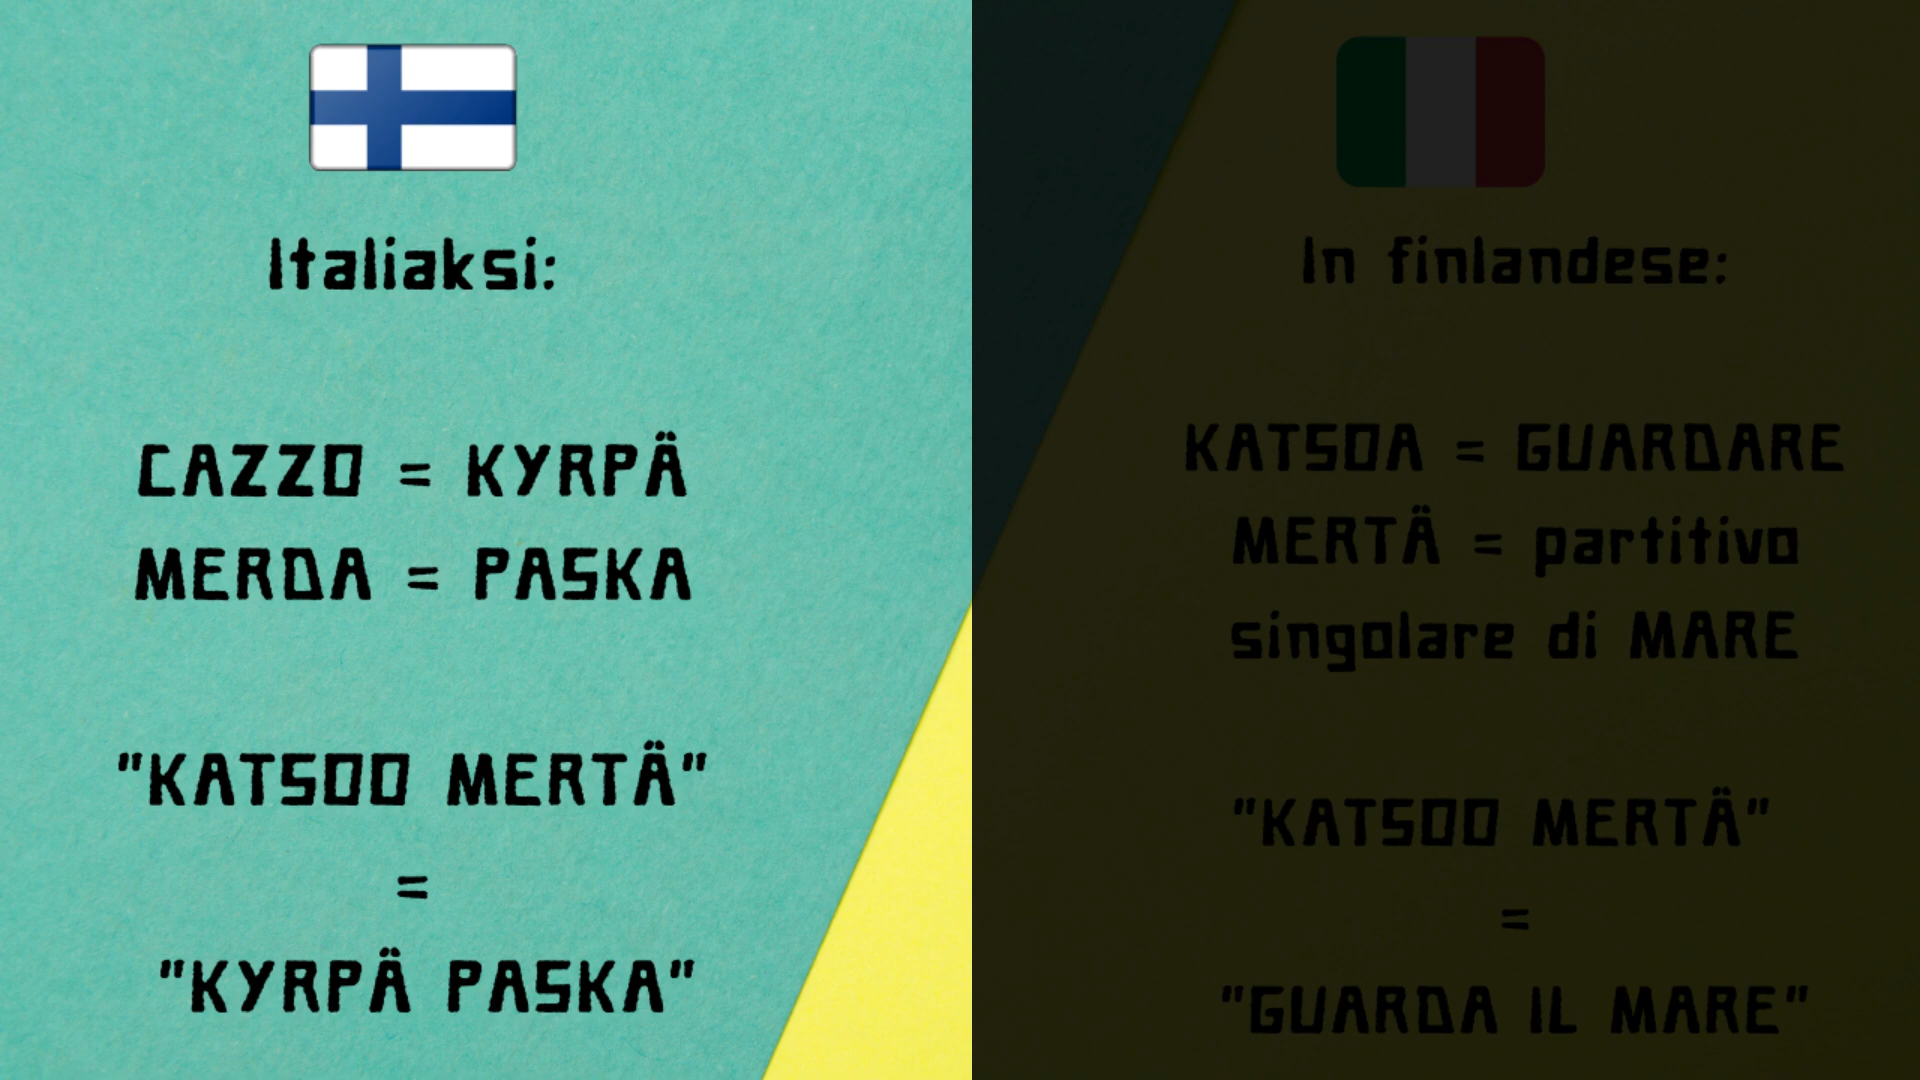 Italiaksi:
CAZZO = KYRPÄ
MERDA = PASKA
"KATSOO MERTÄ"
=
"KYRPÄ PASKA"
In finlandese:
KATSOA = GUARDARE
MERTÄ = partitivo
singolare di MARE
"KATSOO MERTÄ"
=
"GUARDA IL MARE"